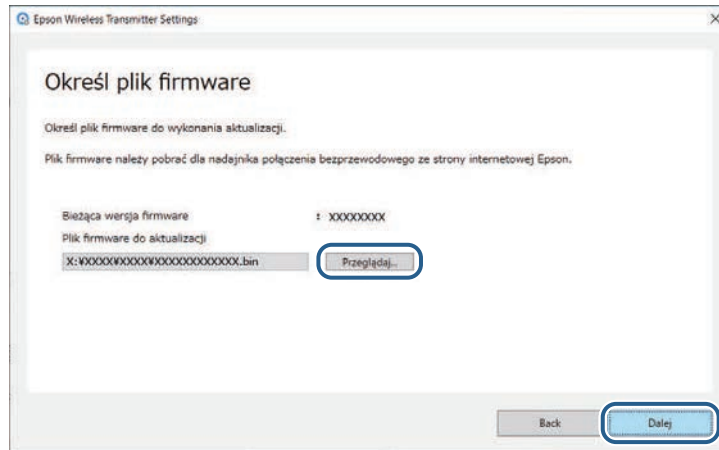 Epson Wireless Transmitter Settings
Określ plik firmware
Określ plik firmware do wykonania aktualizacji.
Plik firmware należy pobrać dla nadajnika połączenia bezprzewodowego ze strony internetowej Epson.
Bieżąca wersja firmware : XXXXXXXX
Plik firmware do aktualizacji
X:¥XXXX¥XXXX¥XXXXXXXXXXXX.bin Przeglądaj...
Back Dalej